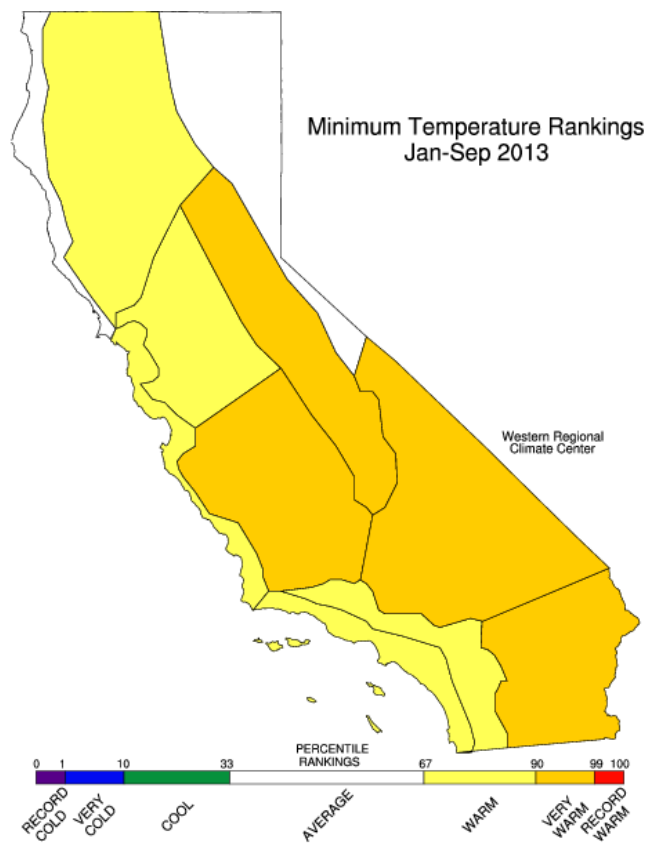 Minimum Temperature Rankings
Jan-Sep 2013
Western Regional
Climate Center
PERCENTILE
RANKINGS
0 1 10 33 67 90 99 100
RECORD
COLD
VERY
COLD
COOL
AVERAGE
WARM
VERY
WARM
RECORD
WARM